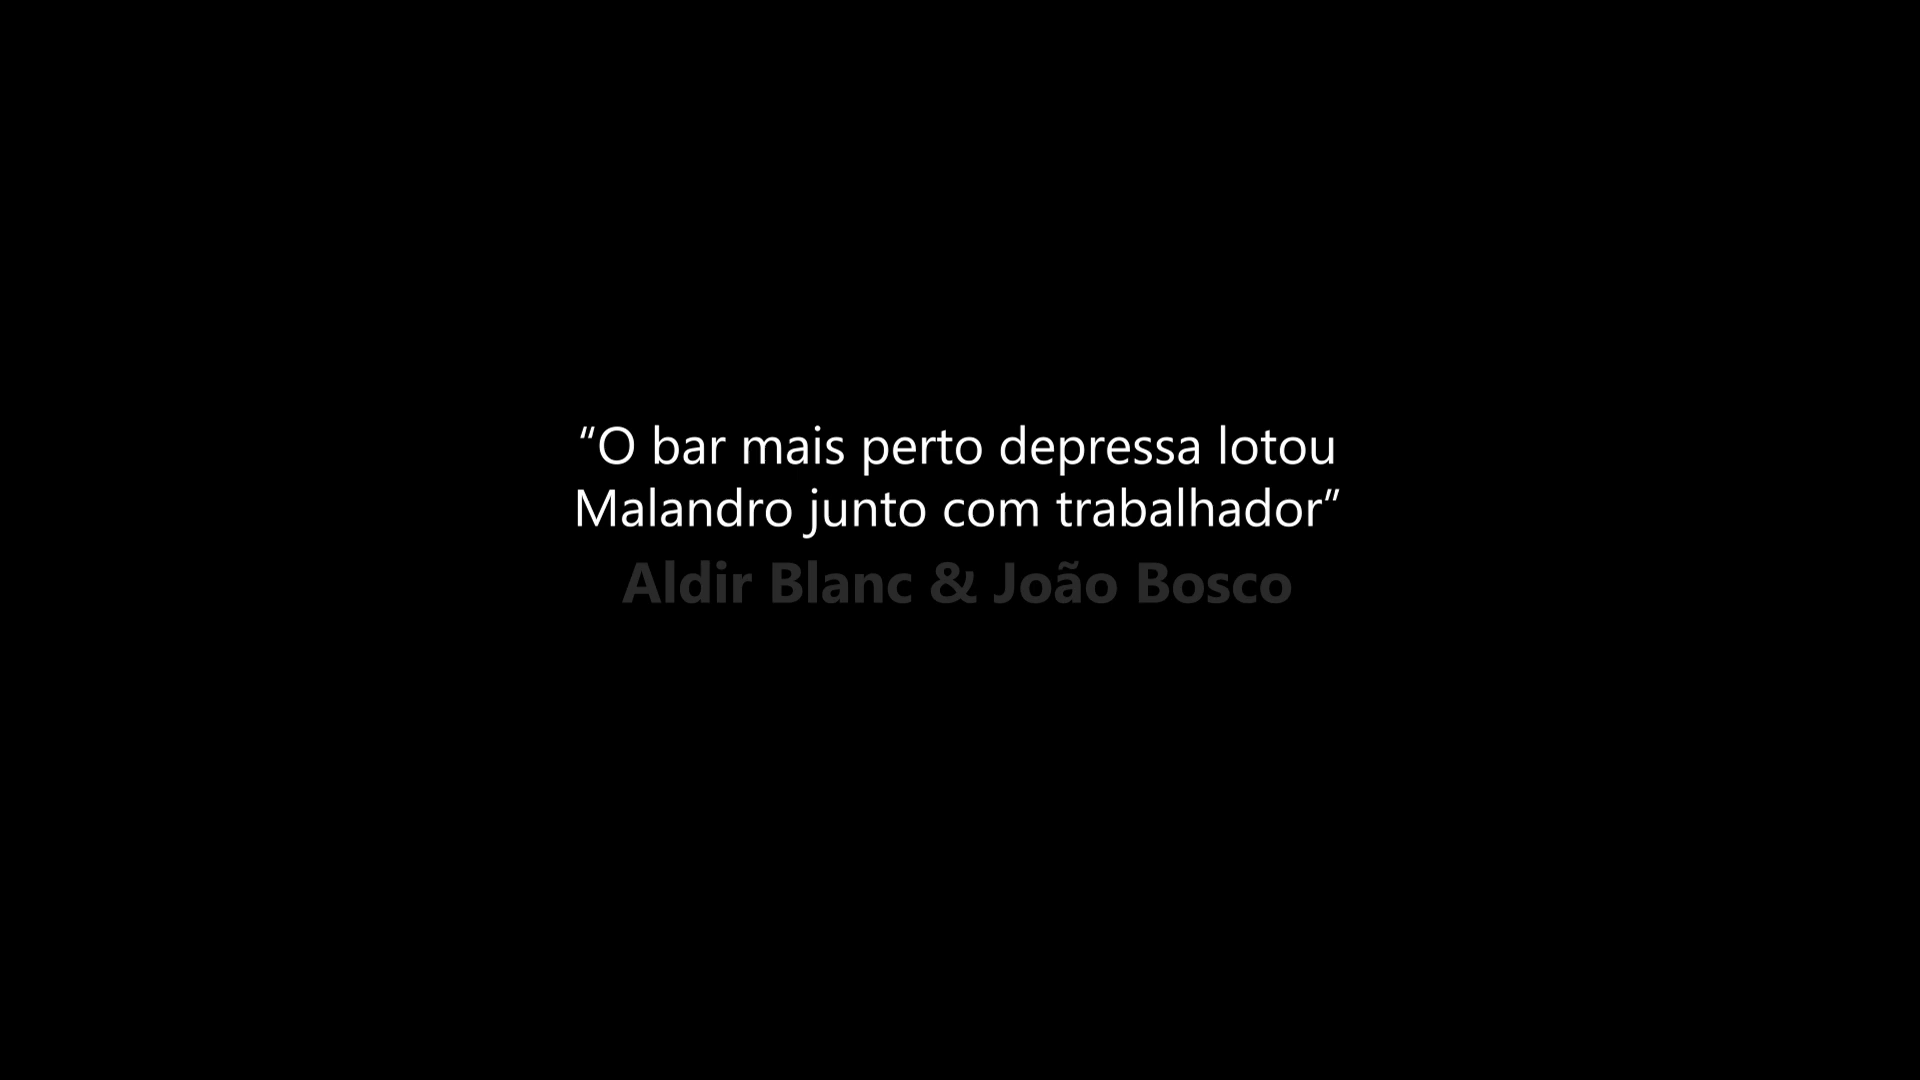 “O bar mais perto depressa lotou
Malandro junto com trabalhador”
Aldir Blanc & João Bosco